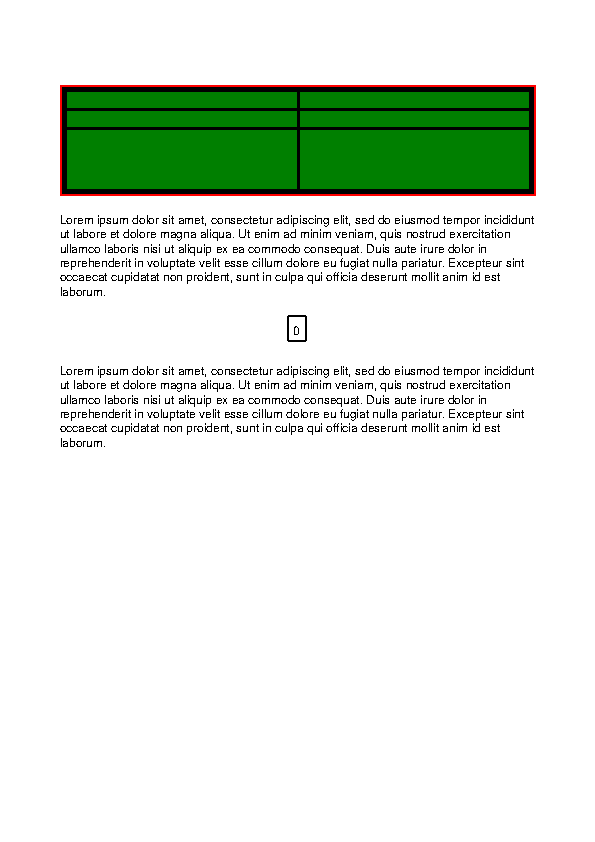 Lorem ipsum dolor sit amet, consectetur adipiscing elit, sed do eiusmod tempor incididunt
ut labore et dolore magna aliqua. Ut enim ad minim veniam, quis nostrud exercitation
ullamco laboris nisi ut aliquip ex ea commodo consequat. Duis aute irure dolor in
reprehenderit in voluptate velit esse cillum dolore eu fugiat nulla pariatur. Excepteur sint
occaecat cupidatat non proident, sunt in culpa qui officia deserunt mollit anim id est
laborum.
0
Lorem ipsum dolor sit amet, consectetur adipiscing elit, sed do eiusmod tempor incididunt
ut labore et dolore magna aliqua. Ut enim ad minim veniam, quis nostrud exercitation
ullamco laboris nisi ut aliquip ex ea commodo consequat. Duis aute irure dolor in
reprehenderit in voluptate velit esse cillum dolore eu fugiat nulla pariatur. Excepteur sint
occaecat cupidatat non proident, sunt in culpa qui officia deserunt mollit anim id est
laborum.